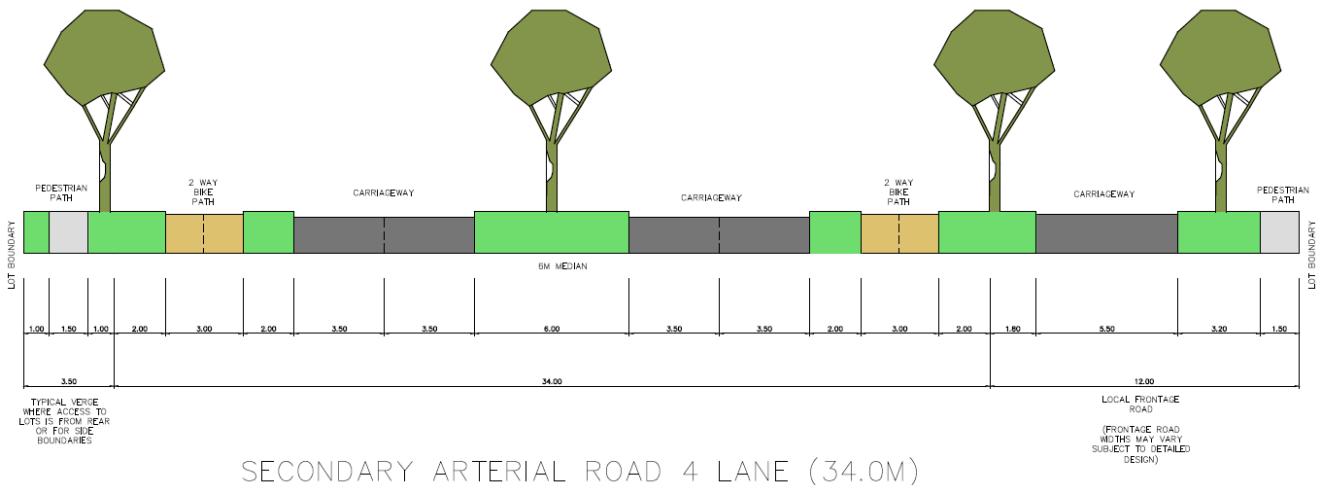 PEDESTRIAN
PATH
2 WAY
BIKE
PATH
CARRIAGEWAY
CARRIAGEWAY
2 WAY
BIKE
PATH
CARRIAGEWAY
PEDESTRIAN
PATH
LOT BOUNDARY
LOT BOUNDARY
6M MEDIAN
1.00 1.50 1.00 2.00 3.00 2.00 3.50 3.50 6.00 3.50 3.50 2.00 3.00 2.00 1.80 5.50 3.20 1.50
3.50 34.00 12.00
TYPICAL VERGE
WHERE ACCESS TO
LOTS IS FROM REAR
OR FOR SIDE
BOUNDARIES
LOCAL FRONTAGE
ROAD
(FRONTAGE ROAD
WIDTHS MAY VARY
SUBJECT TO DETAILED
DESIGN)
SECONDARY ARTERIAL ROAD 4 LANE (34.0M)